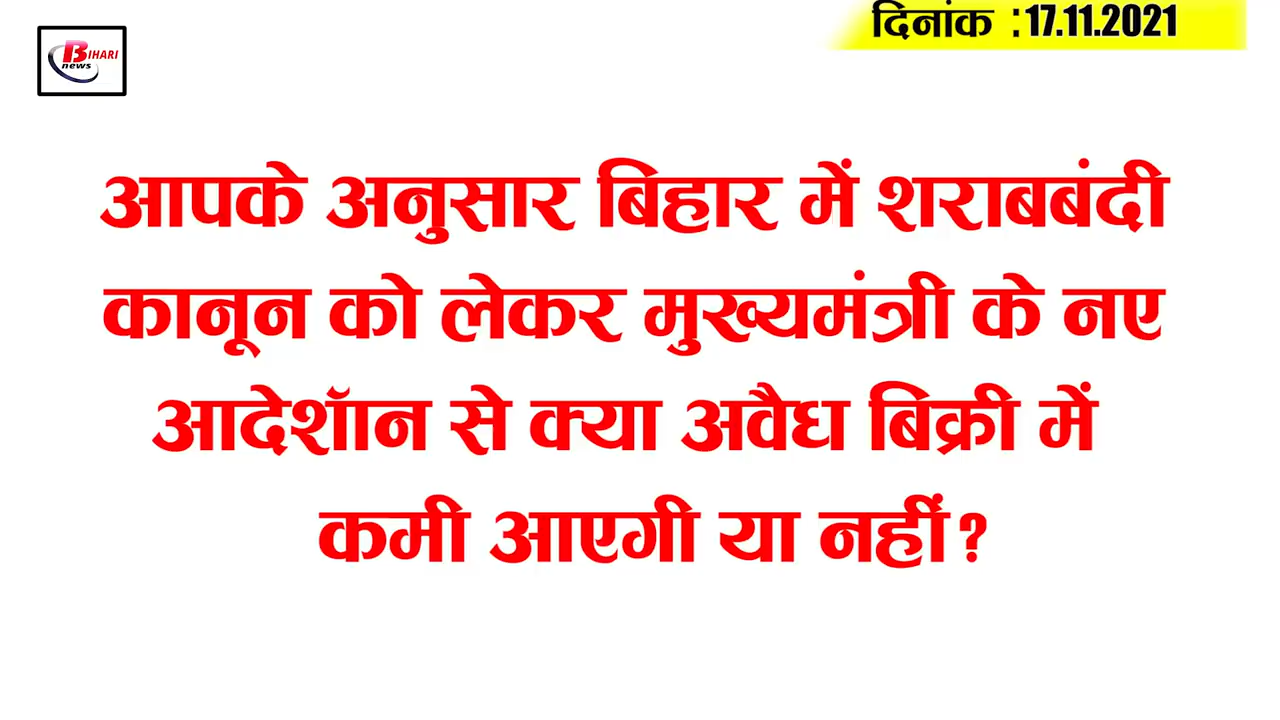 दिनांक :17.11.2021
BIHARI
news
आपके अनुसार बिहार में शराबबंदी
कानून को लेकर मुख्यमंत्री के नए
आदेशॅान से क्या अवैध बिक्री में
कमी आएगी या नहीं?